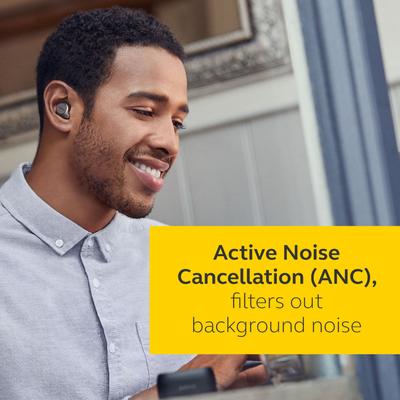 Active Noise
Cancellation (ANC),
filters out
background noise